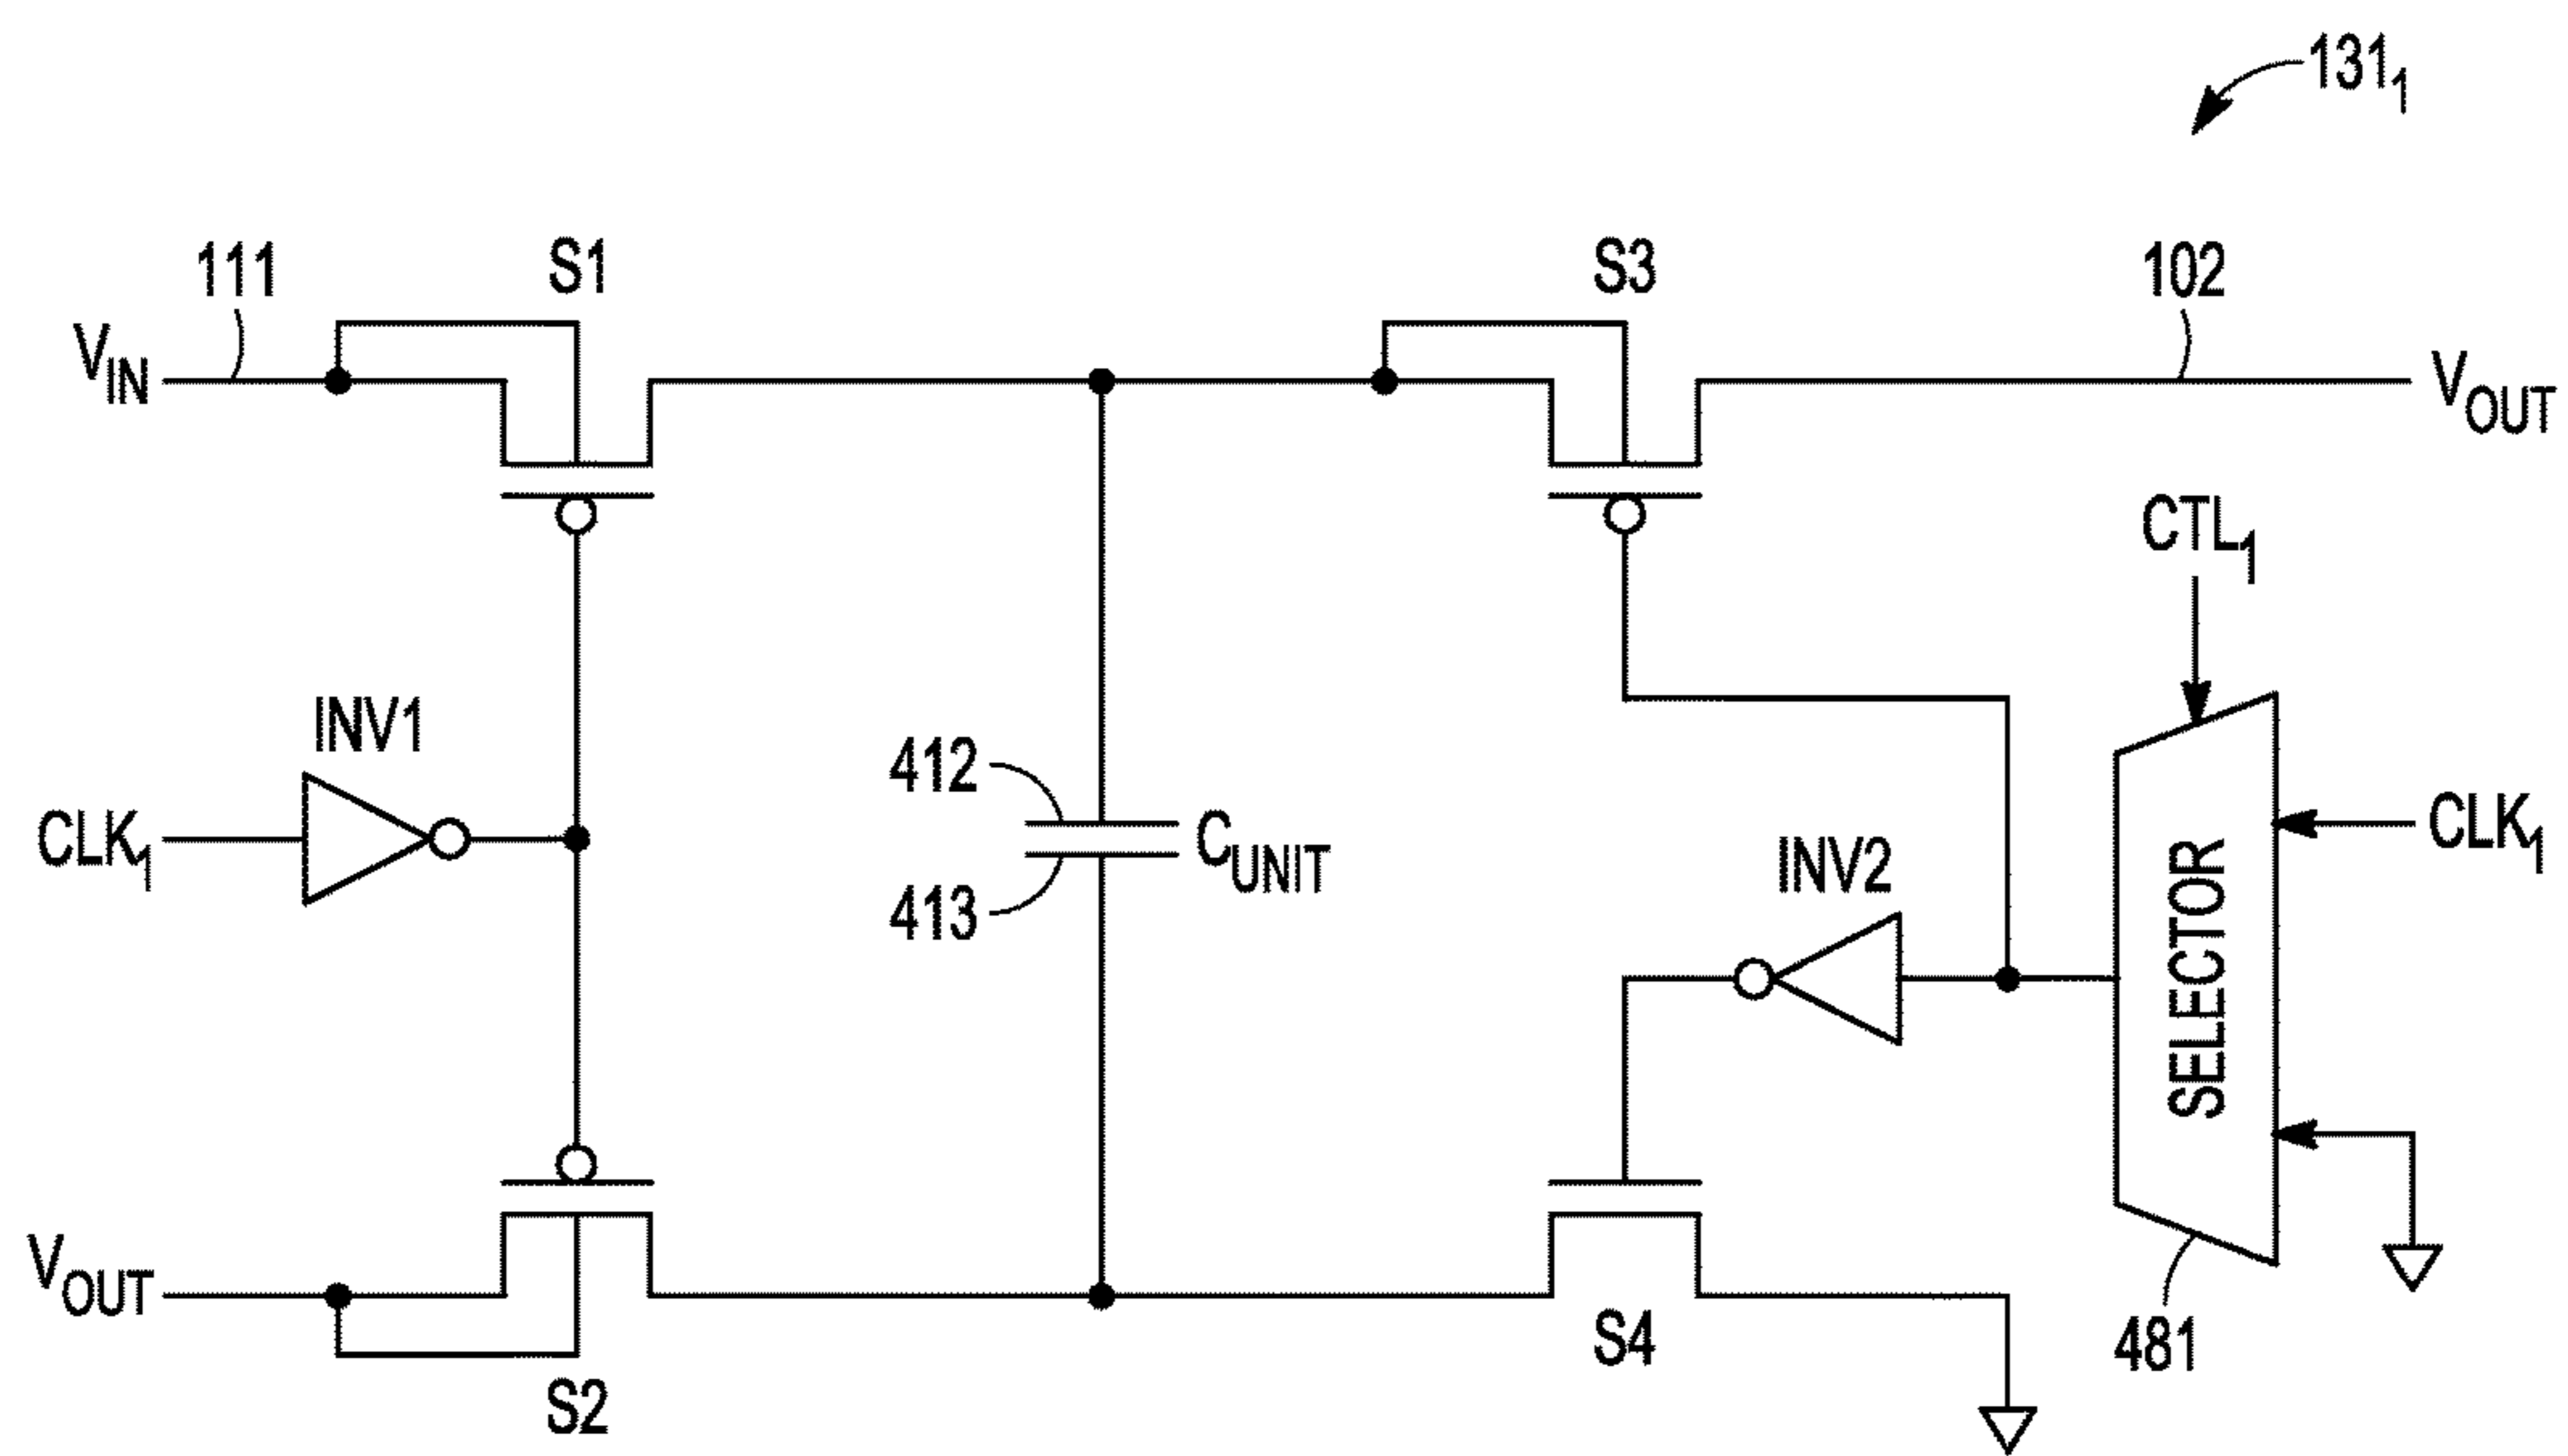 131₁
S1
S3
111
102
V_IN
V_OUT
CTL₁
INV1
412
CLK₁
C_UNIT
INV2
CLK₁
413
SELECTOR
V_OUT
S4
481
S2